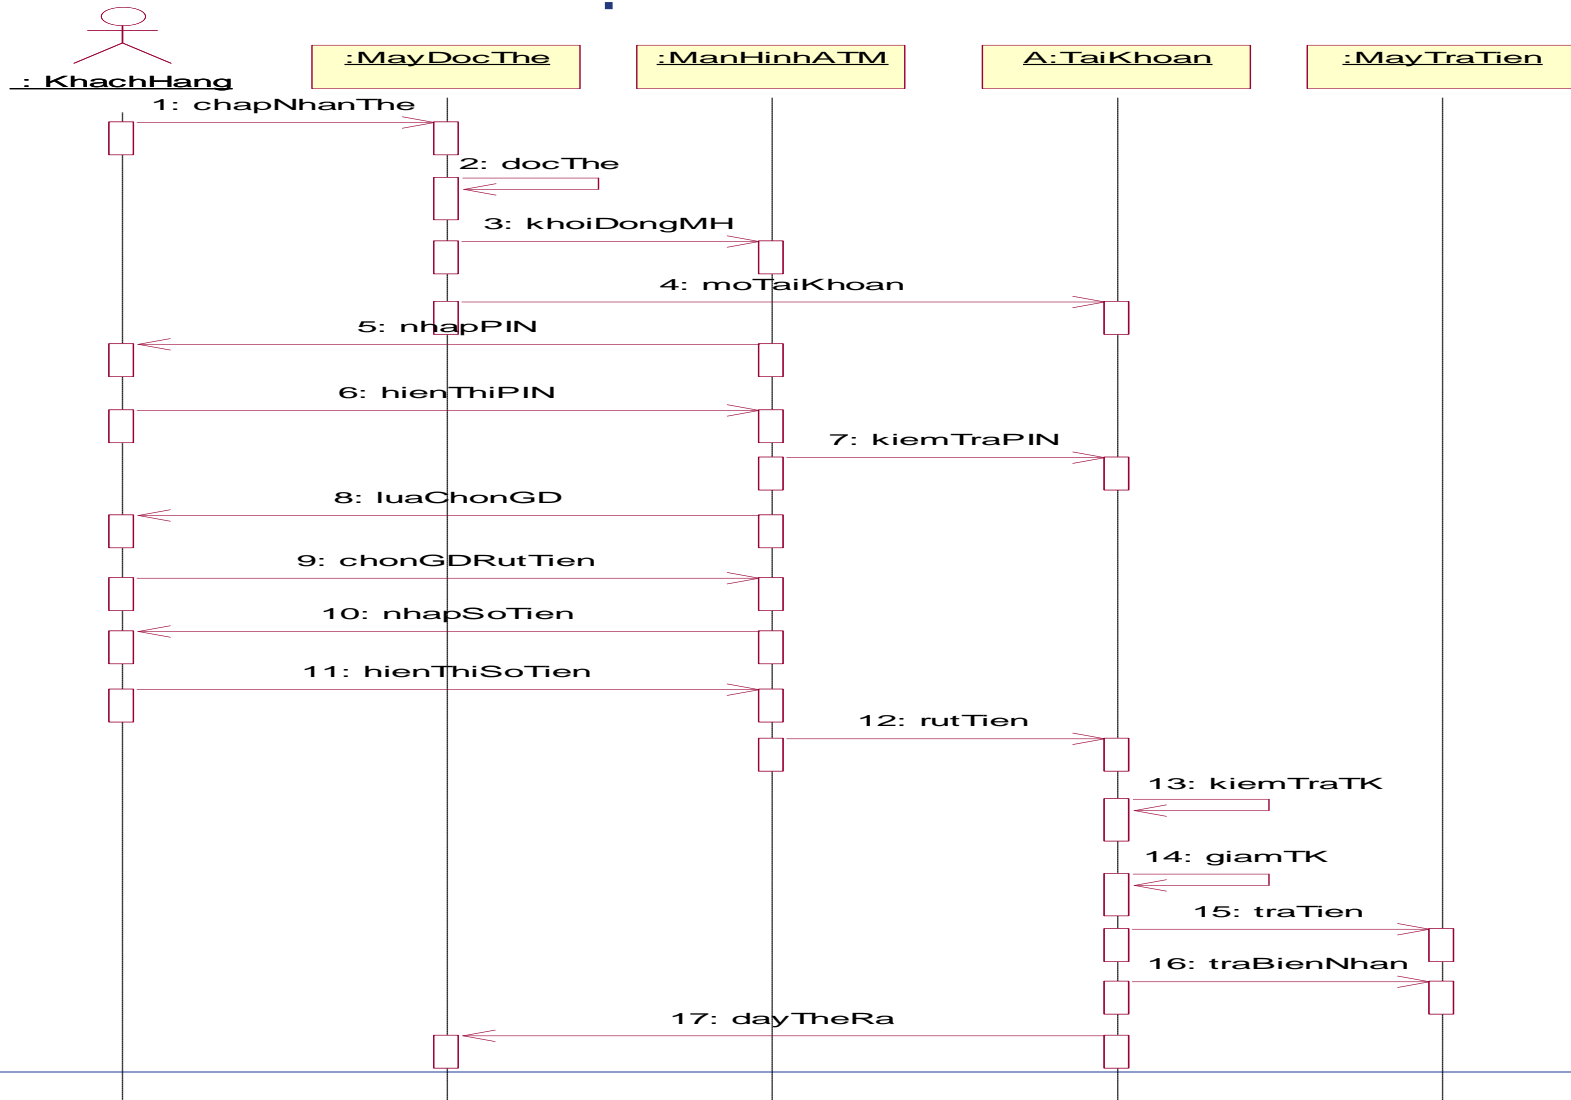 : KhachHang
:MayDocThe
:ManHinhATM
A:TaiKhoan
:MayTraTien
1: chapNhanThe
2: docThe
3: khoiDongMH
4: moTaiKhoan
5: nhapPIN
6: hienThiPIN
7: kiemTraPIN
8: luaChonGD
9: chonGDRutTien
10: nhapSoTien
11: hienThiSoTien
12: rutTien
13: kiemTraTK
14: giamTK
15: traTien
16: traBienNhan
17: dayTheRa